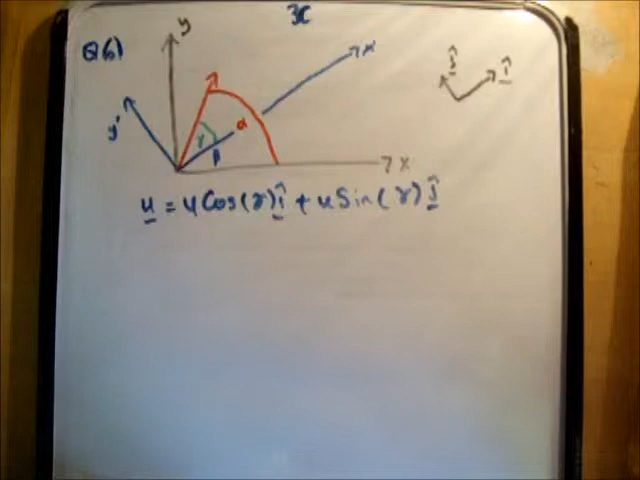 3C
Q6)
y
x'
ĵ
î
y'
γ
α
β
x
u = u Cos(γ) î + u Sin(γ) ĵ